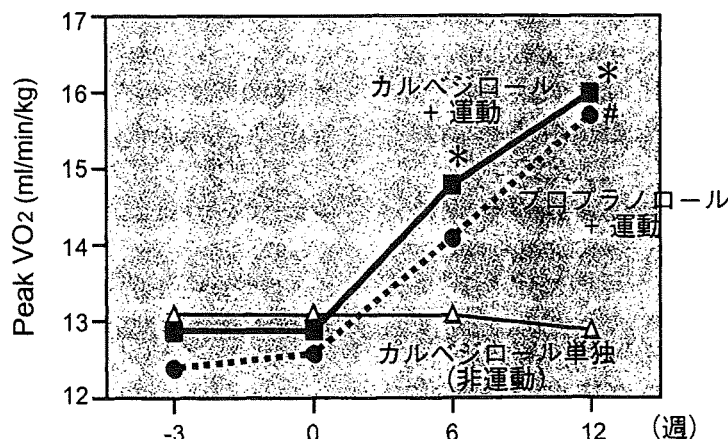 17
16
15
14
13
12
Peak VO2 (ml/min/kg)
カルベジロール
+ 運動
*
*
#
プロプラノロール
+ 運動
カルベジロール単独
(非運動)
-3
0
6
12
(週)